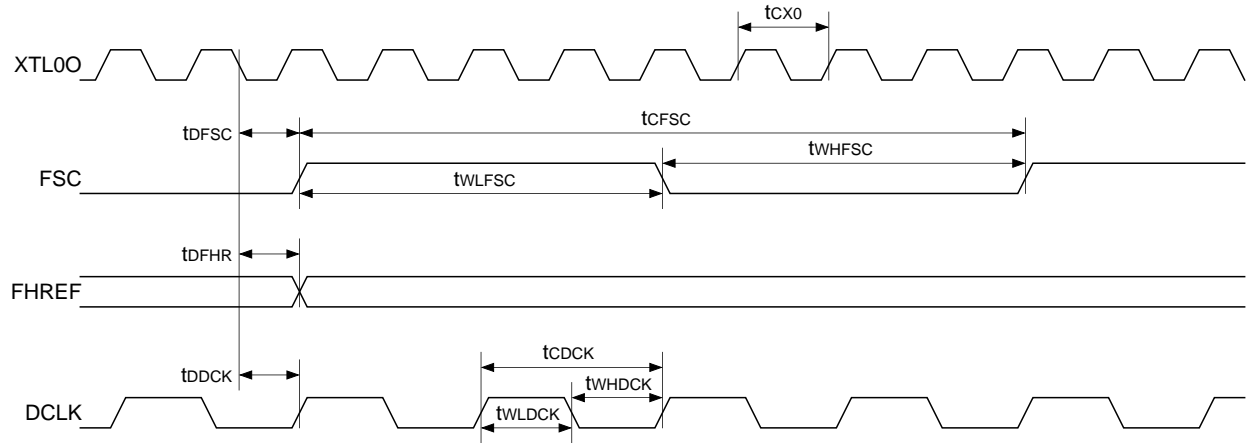 tCX0
XTL0O
tDFSC
tCFSC
tWHFSC
FSC
tWLFSC
tDFHR
FHREF
tCDCK
tDDCK
tWHDCK
DCLK
tWLDCK